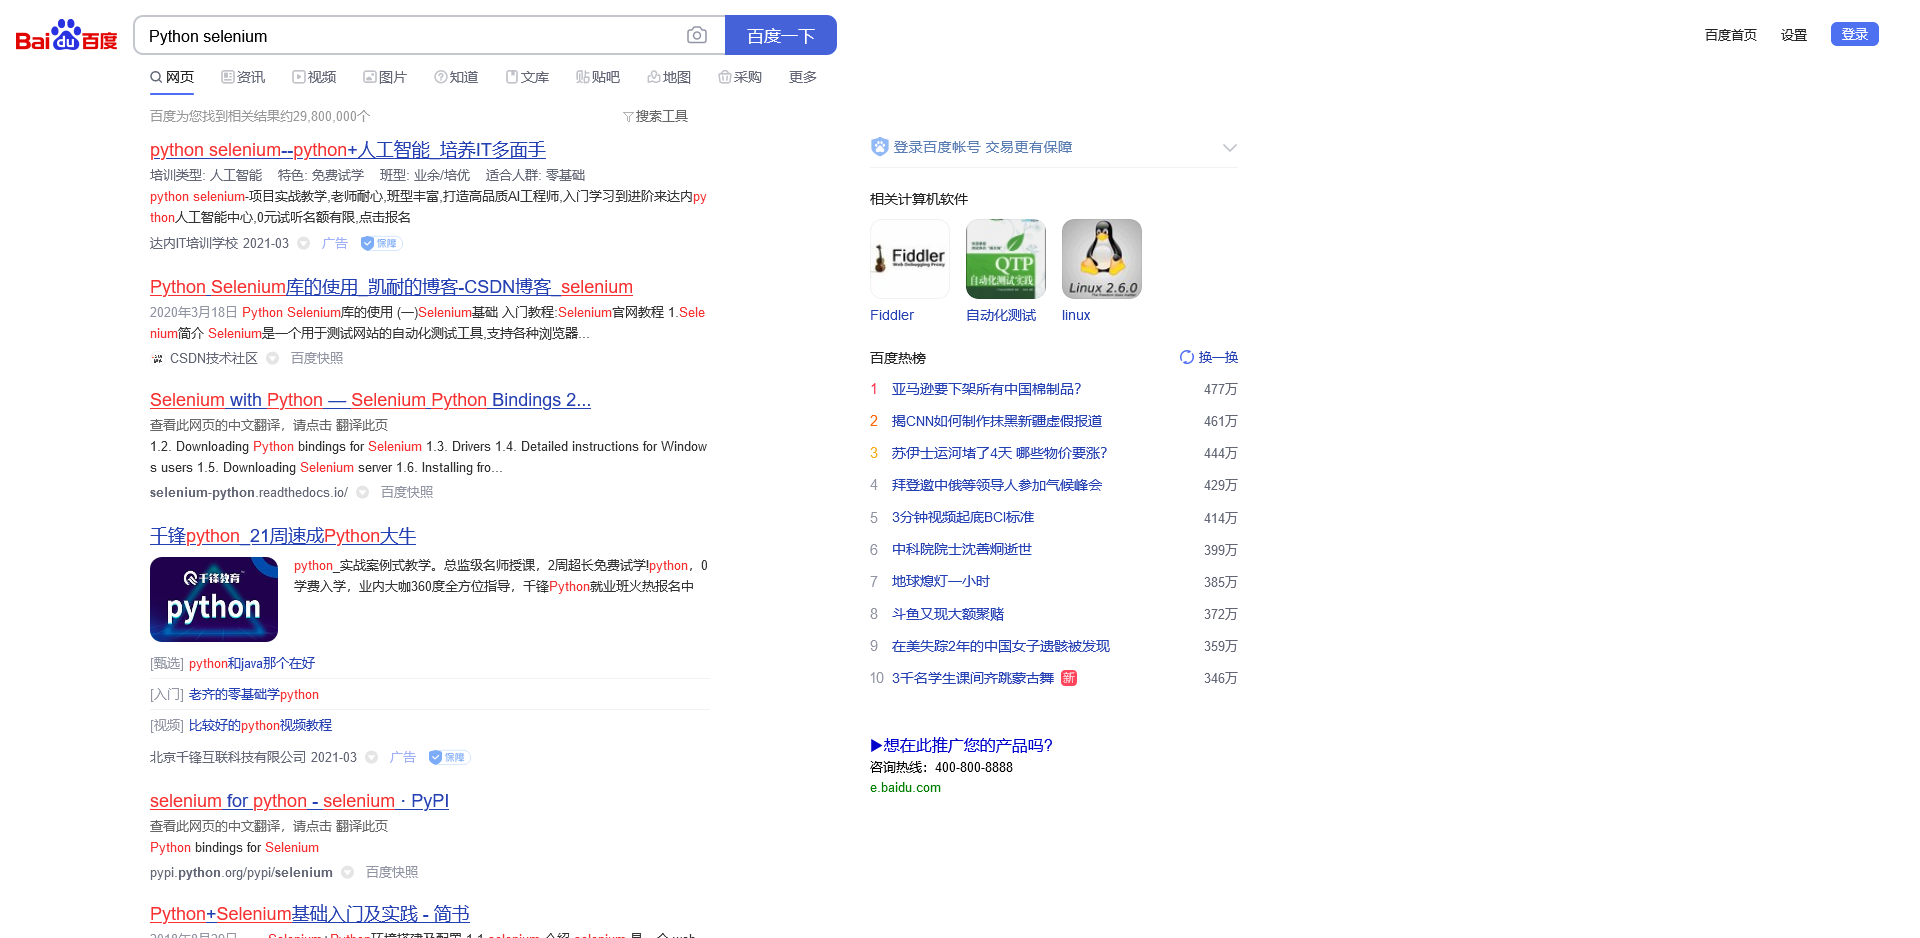 Bai du 百度
Python selenium
百度一下
百度首页 设置 登录
网页 资讯 视频 图片 知道 文库 贴吧 地图 采购 更多
百度为您找到相关结果约29,800,000个
搜索工具
python selenium--python+人工智能_培养IT多面手
培训类型: 人工智能 特色: 免费试学 班型: 业余/培优 适合人群: 零基础
python selenium-项目实战教学,老师耐心,班型丰富,打造高品质AI工程师,入门学习到进阶来达内py
thon人工智能中心,0元试听名额有限,点击报名
达内IT培训学校 2021-03 广告 保障
Python Selenium库的使用_凯耐的博客-CSDN博客_selenium
2020年3月18日 Python Selenium库的使用 (一)Selenium基础 入门教程:Selenium官网教程 1.Sele
nium简介 Selenium是一个用于测试网站的自动化测试工具,支持各种浏览器...
CSDN技术社区 百度快照
Selenium with Python — Selenium Python Bindings 2...
查看此网页的中文翻译，请点击 翻译此页
1.2. Downloading Python bindings for Selenium 1.3. Drivers 1.4. Detailed instructions for Window
s users 1.5. Downloading Selenium server 1.6. Installing fro...
selenium-python.readthedocs.io/ 百度快照
千锋python_21周速成Python大牛
千锋教育
python
python_实战案例式教学。总监级名师授课，2周超长免费试学!python，0
学费入学，业内大咖360度全方位指导，千锋Python就业班火热报名中
[甄选] python和java那个在好
[入门] 老齐的零基础学python
[视频] 比较好的python视频教程
北京千锋互联科技有限公司 2021-03 广告 保障
selenium for python - selenium · PyPI
查看此网页的中文翻译，请点击 翻译此页
Python bindings for Selenium
pypi.python.org/pypi/selenium 百度快照
Python+Selenium基础入门及实践 - 简书
登录百度帐号 交易更有保障
相关计算机软件
Fiddler
Web Debugging Proxy
QTP
自动化测试实践
Linux 2.6.0
Fiddler 自动化测试 linux
百度热榜 换一换
1 亚马逊要下架所有中国棉制品? 477万
2 揭CNN如何制作抹黑新疆虚假报道 461万
3 苏伊士运河堵了4天 哪些物价要涨? 444万
4 拜登邀中俄等领导人参加气候峰会 429万
5 3分钟视频起底BCI标准 414万
6 中科院院士沈善炯逝世 399万
7 地球熄灯一小时 385万
8 斗鱼又现大额聚赌 372万
9 在美失踪2年的中国女子遗骸被发现 359万
10 3千名学生课间齐跳蒙古舞 新 346万
▶想在此推广您的产品吗?
咨询热线：400-800-8888
e.baidu.com